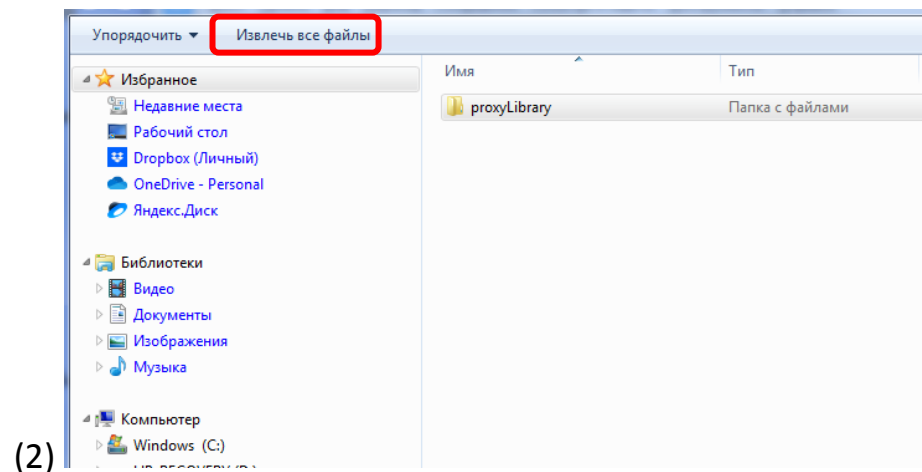 Упорядочить ▼ Извлечь все файлы
Избранное
Недавние места
Рабочий стол
Dropbox (Личный)
OneDrive - Personal
Яндекс.Диск
Библиотеки
Видео
Документы
Изображения
Музыка
Компьютер
Windows (C:)
Имя Тип
proxyLibrary Папка с файлами
(2)